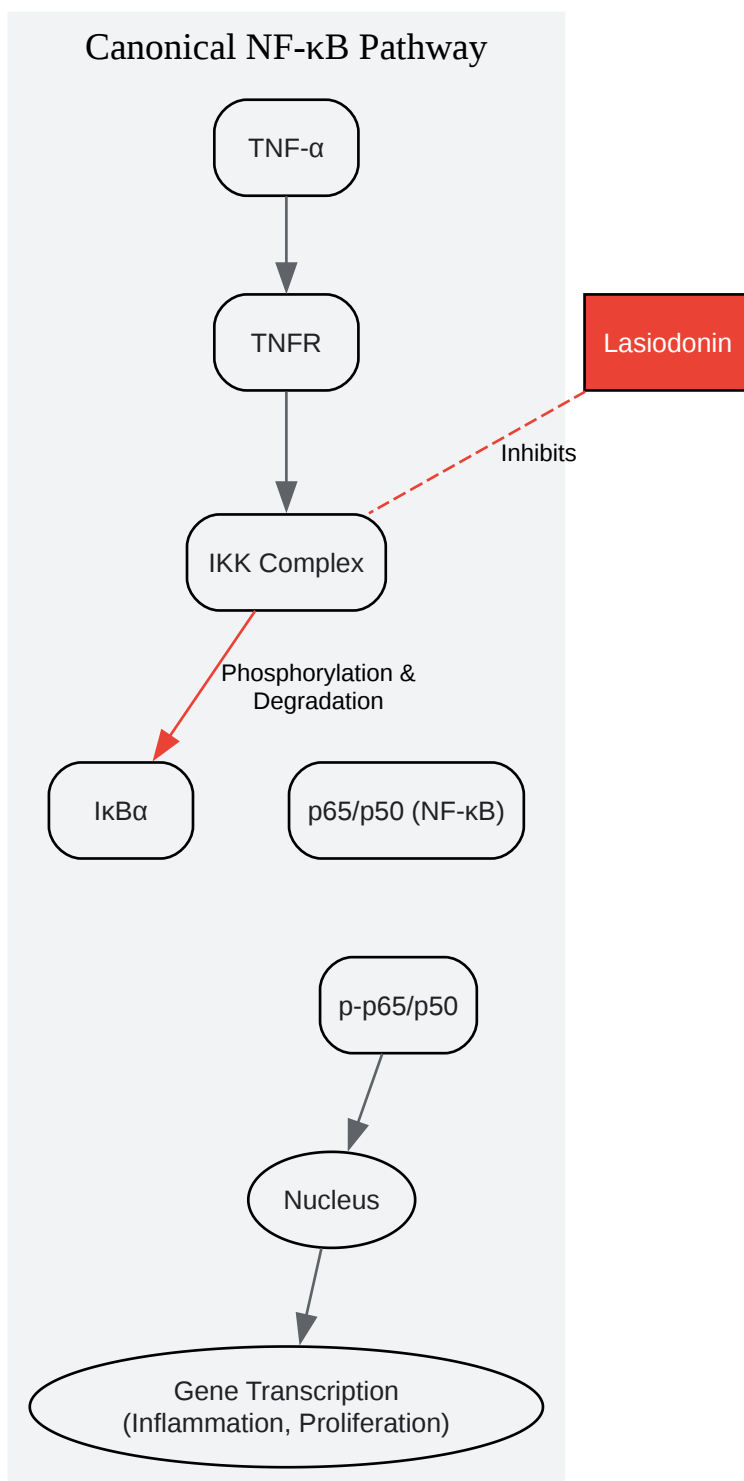 Canonical NF-κB Pathway
TNF-α
TNFR
Lasiodonin
Inhibits
IKK Complex
Phosphorylation &
Degradation
IκBα
p65/p50 (NF-κB)
p-p65/p50
Nucleus
Gene Transcription
(Inflammation, Proliferation)